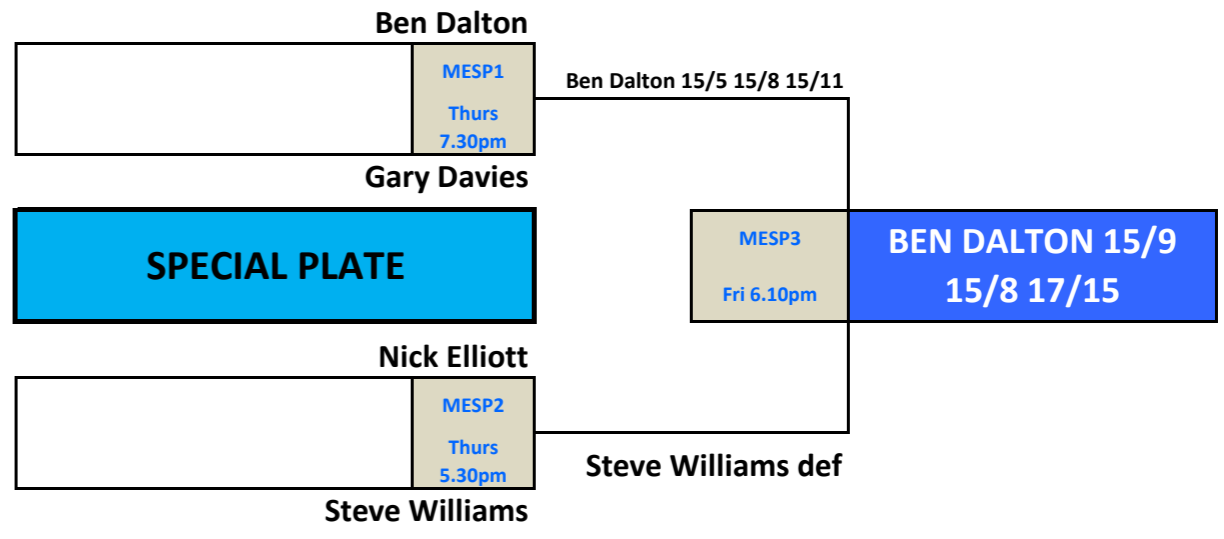 Ben Dalton
MESP1
Thurs
7.30pm
Ben Dalton 15/5 15/8 15/11
Gary Davies
SPECIAL PLATE
MESP3
Fri 6.10pm
BEN DALTON 15/9
15/8 17/15
Nick Elliott
MESP2
Thurs
5.30pm
Steve Williams def
Steve Williams